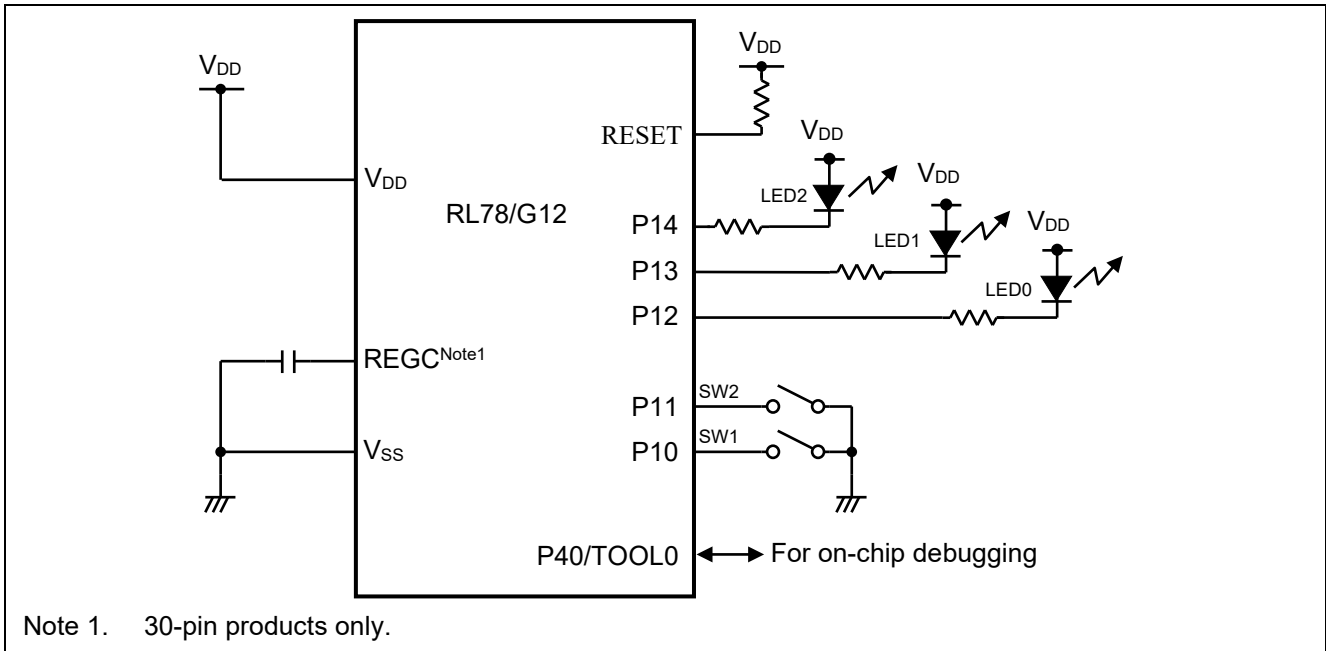 VDD
VDD
RESET
VDD
VDD
LED2
VDD
RL78/G12
P14
LED1
VDD
P13
LED0
P12
REGCNote1
P11
SW2
P10
SW1
VSS
P40/TOOL0
For on-chip debugging
Note 1. 30-pin products only.